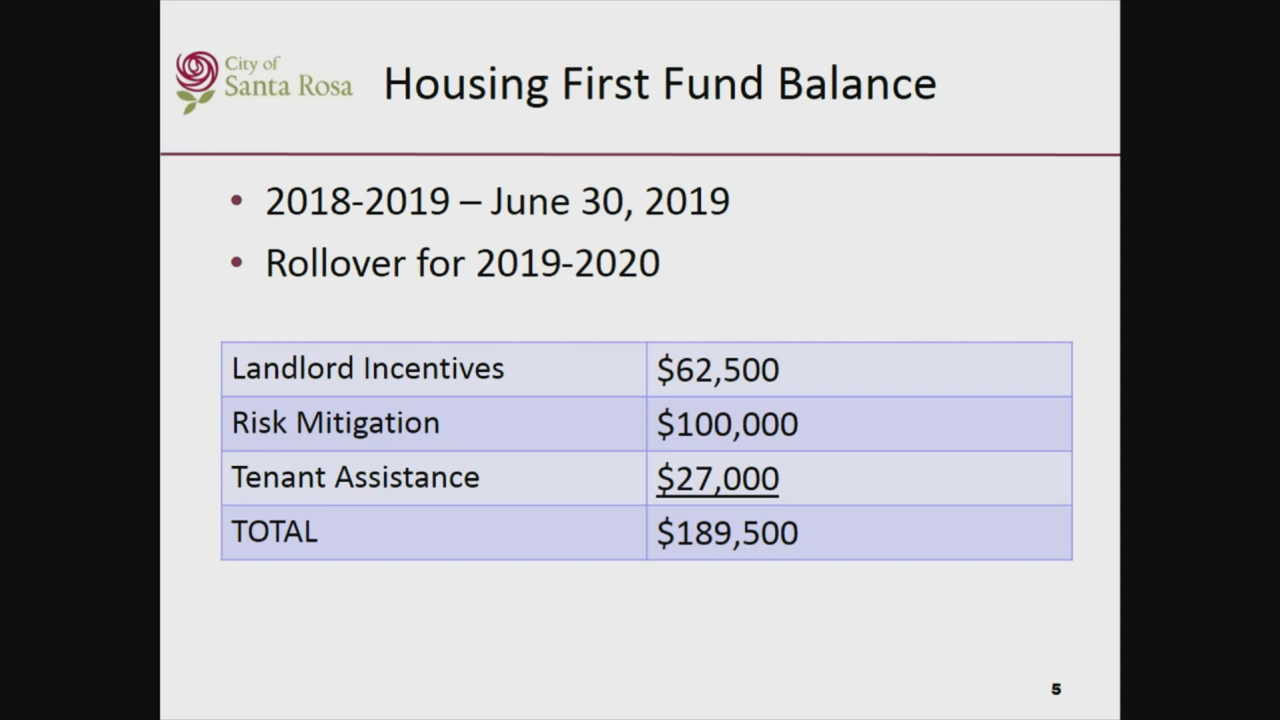 City of
Santa Rosa
Housing First Fund Balance
• 2018-2019 – June 30, 2019
• Rollover for 2019-2020
Landlord Incentives $62,500
Risk Mitigation $100,000
Tenant Assistance $27,000
TOTAL $189,500
5